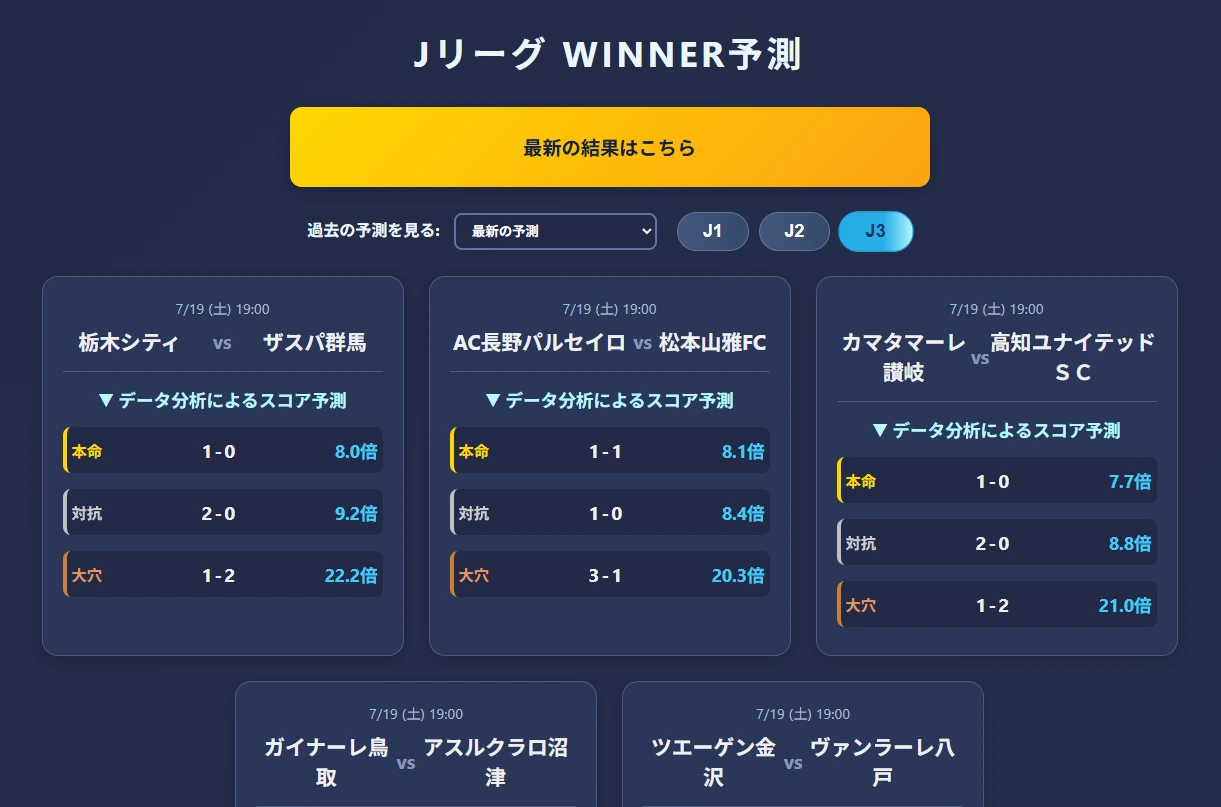 Jリーグ WINNER予測
最新の結果はこちら
過去の予測を見る: 最新の予測 J1 J2 J3
7/19 (土) 19:00
栃木シティ vs ザスパ群馬
▼ データ分析によるスコア予測
本命 1-0 8.0倍
対抗 2-0 9.2倍
大穴 1-2 22.2倍
7/19 (土) 19:00
AC長野パルセイロ vs 松本山雅FC
▼ データ分析によるスコア予測
本命 1-1 8.1倍
対抗 1-0 8.4倍
大穴 3-1 20.3倍
7/19 (土) 19:00
カマタマーレ
讃岐
vs
高知ユナイテッド
ＳＣ
▼ データ分析によるスコア予測
本命 1-0 7.7倍
対抗 2-0 8.8倍
大穴 1-2 21.0倍
7/19 (土) 19:00
ガイナーレ鳥
取
vs
アスルクラロ沼
津
7/19 (土) 19:00
ツエーゲン金
沢
vs
ヴァンラーレ八
戸